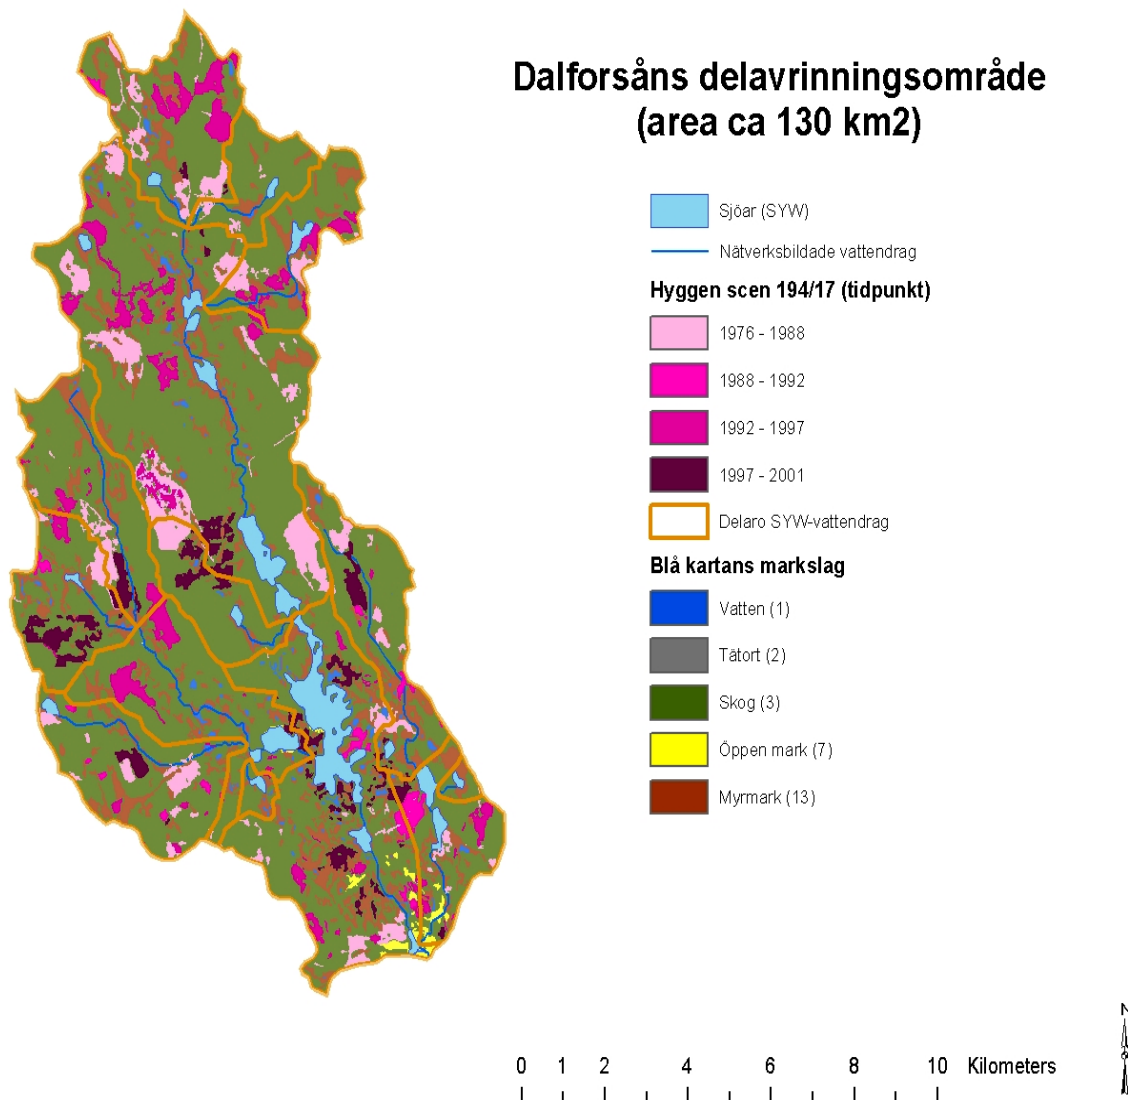 Dalforsåns delavrinningsområde
(area ca 130 km2)
Sjöar (SYW)
Nätverksbildade vattendrag
Hyggen scen 194/17 (tidpunkt)
1976 - 1988
1988 - 1992
1992 - 1997
1997 - 2001
Delaro SYW-vattendrag
Blå kartans markslag
Vatten (1)
Tätort (2)
Skog (3)
Öppen mark (7)
Myrmark (13)
N
0 1 2 4 6 8 10 Kilometers